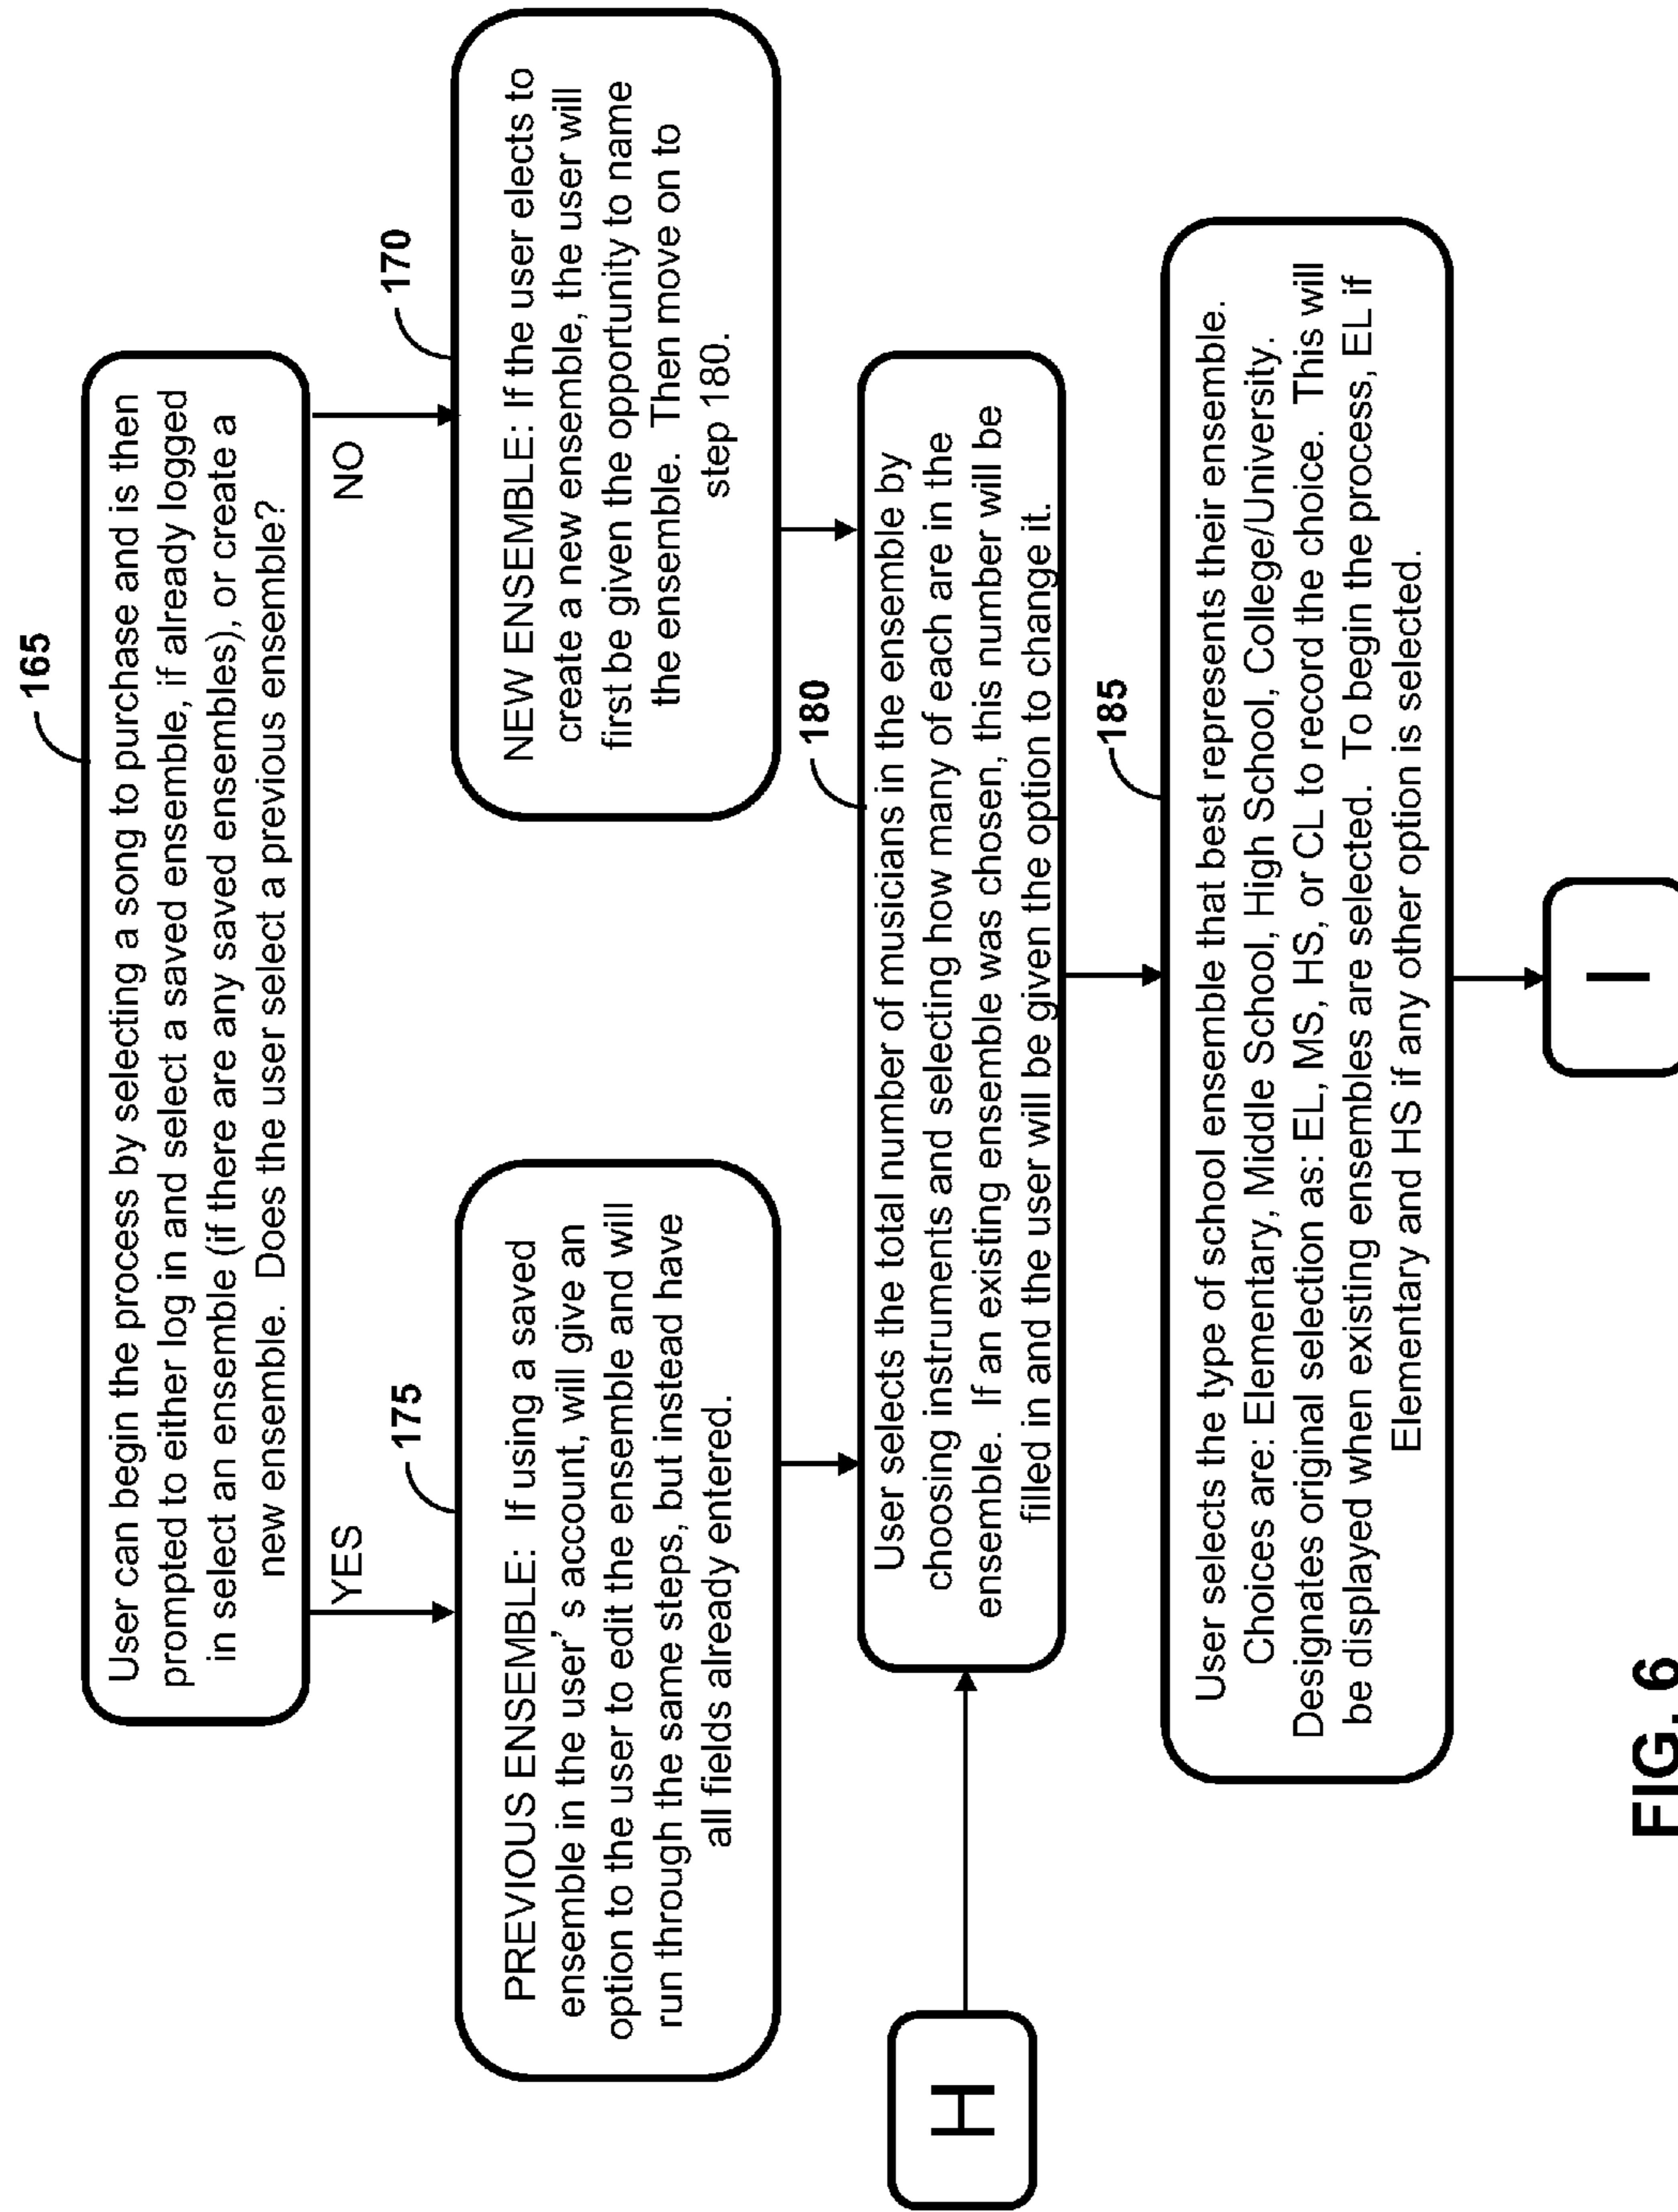 165
User can begin the process by selecting a song to purchase and is then
prompted to either log in and select a saved ensemble, if already logged
in select an ensemble (if there are any saved ensembles), or create a
new ensemble.  Does the user select a previous ensemble?
YES
NO
175
PREVIOUS ENSEMBLE:  If using a saved
ensemble in the user' s account, will give an
option to the user to edit the ensemble and will
run through the same steps, but instead have
all fields already entered.
170
NEW ENSEMBLE: If the user elects to
create a new ensemble, the user will
first be given the opportunity to name
the ensemble.  Then move on to
step 180.
H
180
User selects the total number of musicians in the ensemble by
choosing instruments and selecting how many of each are in the
ensemble.  If an existing ensemble was chosen, this number will be
filled in and the user will be given the option to change it.
185
User selects the type of school ensemble that best represents their ensemble.
Choices are: Elementary, Middle School, High School, College/University.
Designates original selection as: EL, MS, HS, or CL to record the choice.  This will
be displayed when existing ensembles are selected.  To begin the process, EL if
Elementary and HS if any other option is selected.
I
FIG. 6